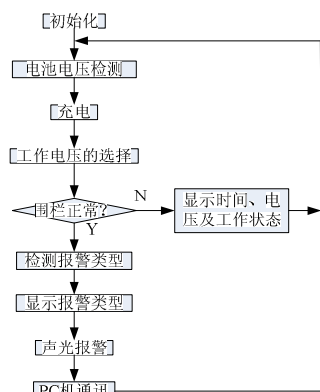 初始化
电池电压检测
充电
工作电压的选择
围栏正常？
N
显示时间、电
压及工作状态
Y
检测报警类型
显示报警类型
声光报警
PC机通讯